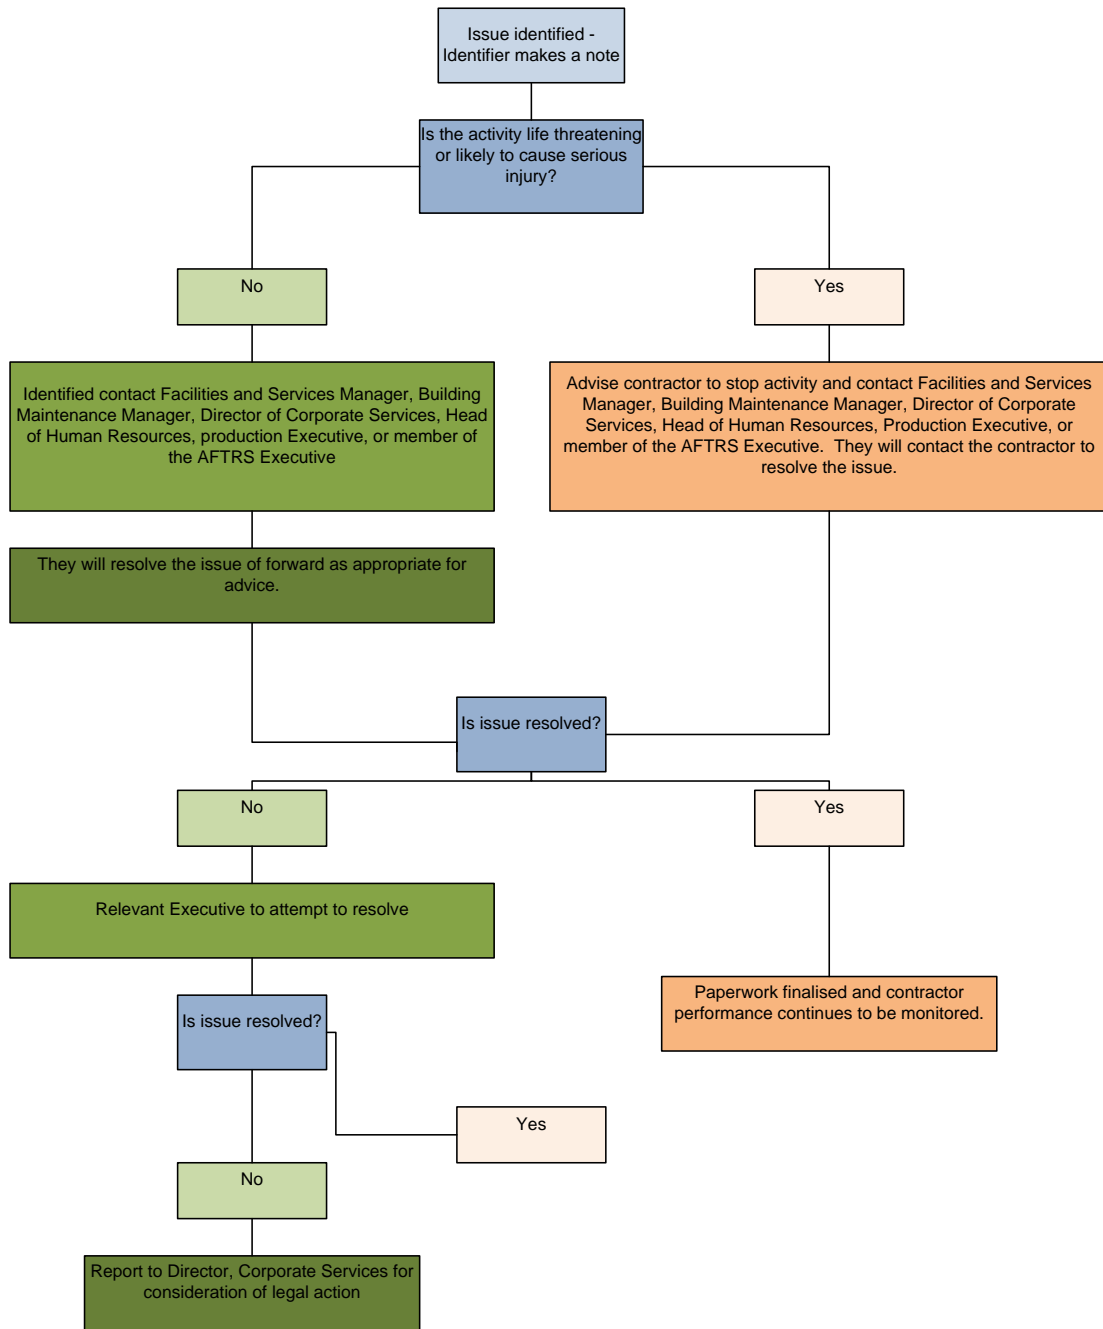 Issue identified -
Identifier makes a note
Is the activity life threatening
or likely to cause serious
injury?
No
Yes
Identified contact Facilities and Services Manager, Building
Maintenance Manager, Director of Corporate Services, Head
of Human Resources, production Executive, or member of
the AFTRS Executive
Advise contractor to stop activity and contact Facilities and Services
Manager, Building Maintenance Manager, Director of Corporate
Services, Head of Human Resources, Production Executive, or
member of the AFTRS Executive.  They will contact the contractor to
resolve the issue.
They will resolve the issue of forward as appropriate for
advice.
Is issue resolved?
No
Yes
Relevant Executive to attempt to resolve
Paperwork finalised and contractor
performance continues to be monitored.
Is issue resolved?
Yes
No
Report to Director, Corporate Services for
consideration of legal action